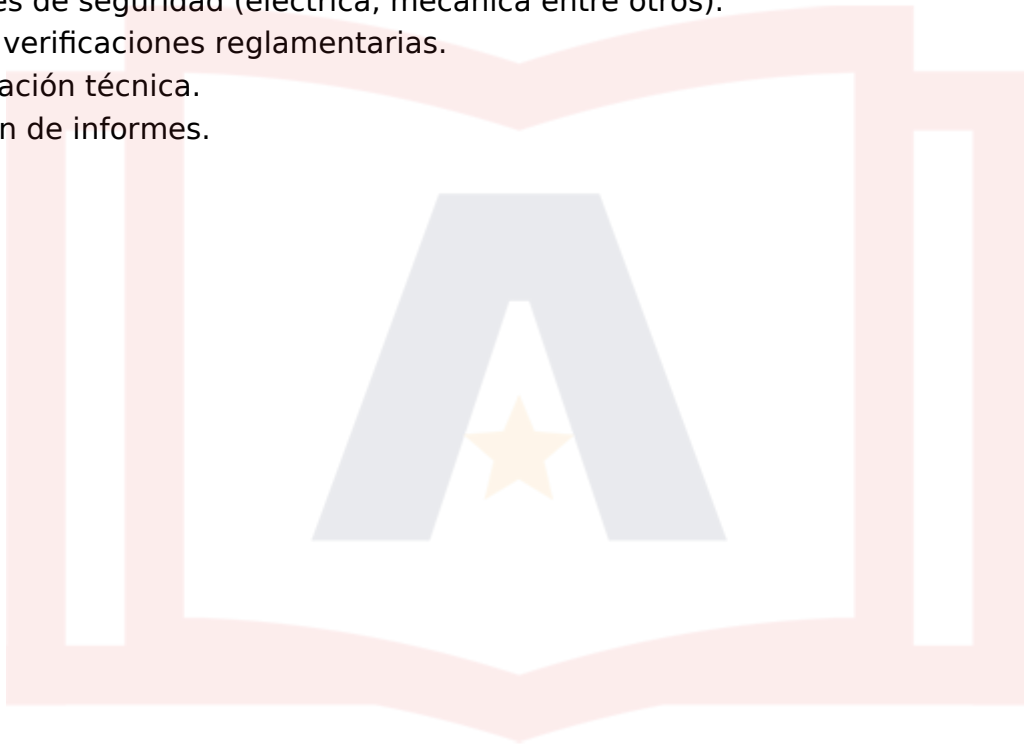 es de seguridad (eléctrica, mecánica entre otros).
verificaciones reglamentarias.
ación técnica.
n de informes.